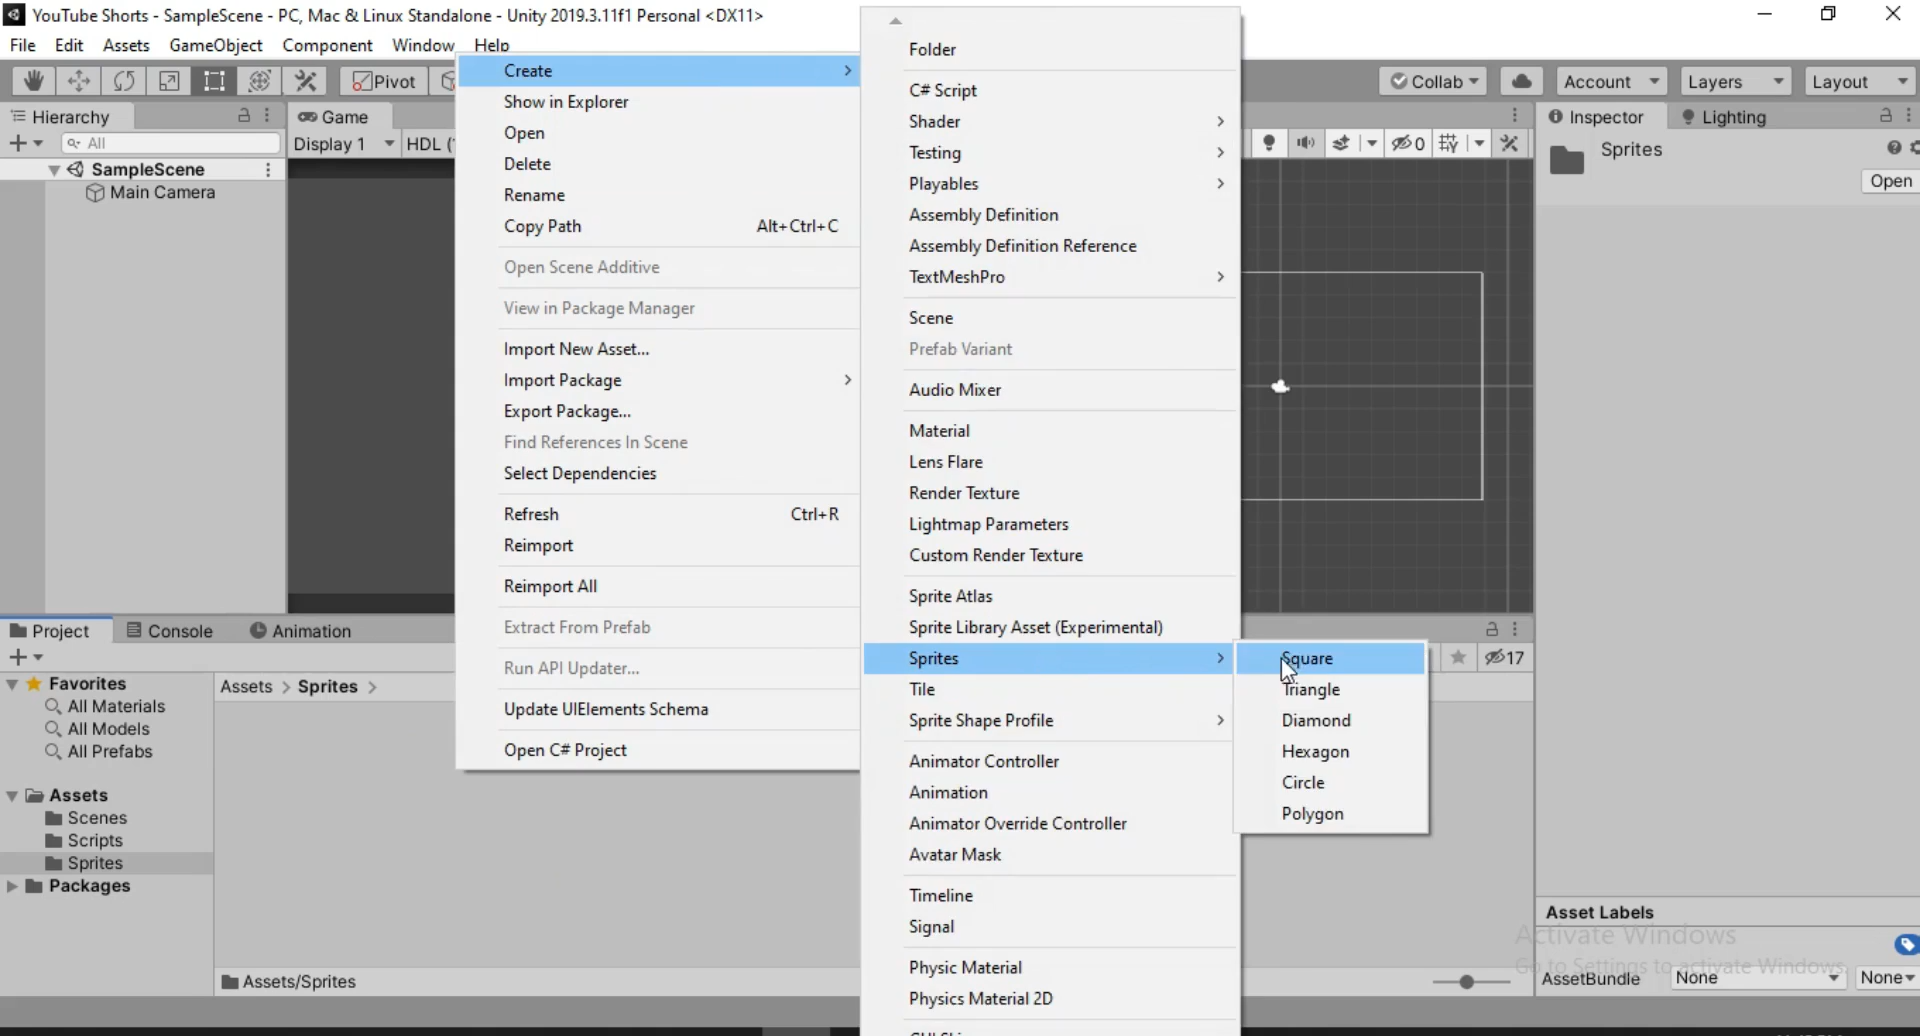 YouTube Shorts - SampleScene - PC, Mac & Linux Standalone - Unity 2019.3.11f1 Personal <DX11>
File Edit Assets GameObject Component Window Help
Pivot
Collab Account Layers Layout
Hierarchy
All
SampleScene
Main Camera
Game
Display 1
HDL (
Create
Show in Explorer
Open
Delete
Rename
Copy Path Alt+Ctrl+C
Open Scene Additive
View in Package Manager
Import New Asset...
Import Package
Export Package...
Find References In Scene
Select Dependencies
Refresh Ctrl+R
Reimport
Reimport All
Extract From Prefab
Run API Updater...
Update UIElements Schema
Open C# Project
Folder
C# Script
Shader
Testing
Playables
Assembly Definition
Assembly Definition Reference
TextMeshPro
Scene
Prefab Variant
Audio Mixer
Material
Lens Flare
Render Texture
Lightmap Parameters
Custom Render Texture
Sprite Atlas
Sprite Library Asset (Experimental)
Sprites
Tile
Sprite Shape Profile
Animator Controller
Animation
Animator Override Controller
Avatar Mask
Timeline
Signal
Physic Material
Physics Material 2D
Square
Triangle
Diamond
Hexagon
Circle
Polygon
0
17
Inspector Lighting
Sprites
Open
Project Console Animation
Favorites
All Materials
All Models
All Prefabs
Assets
Scenes
Scripts
Sprites
Packages
Assets > Sprites >
Assets/Sprites
Asset Labels
Activate Windows
Go to Settings to activate Windows.
AssetBundle None None